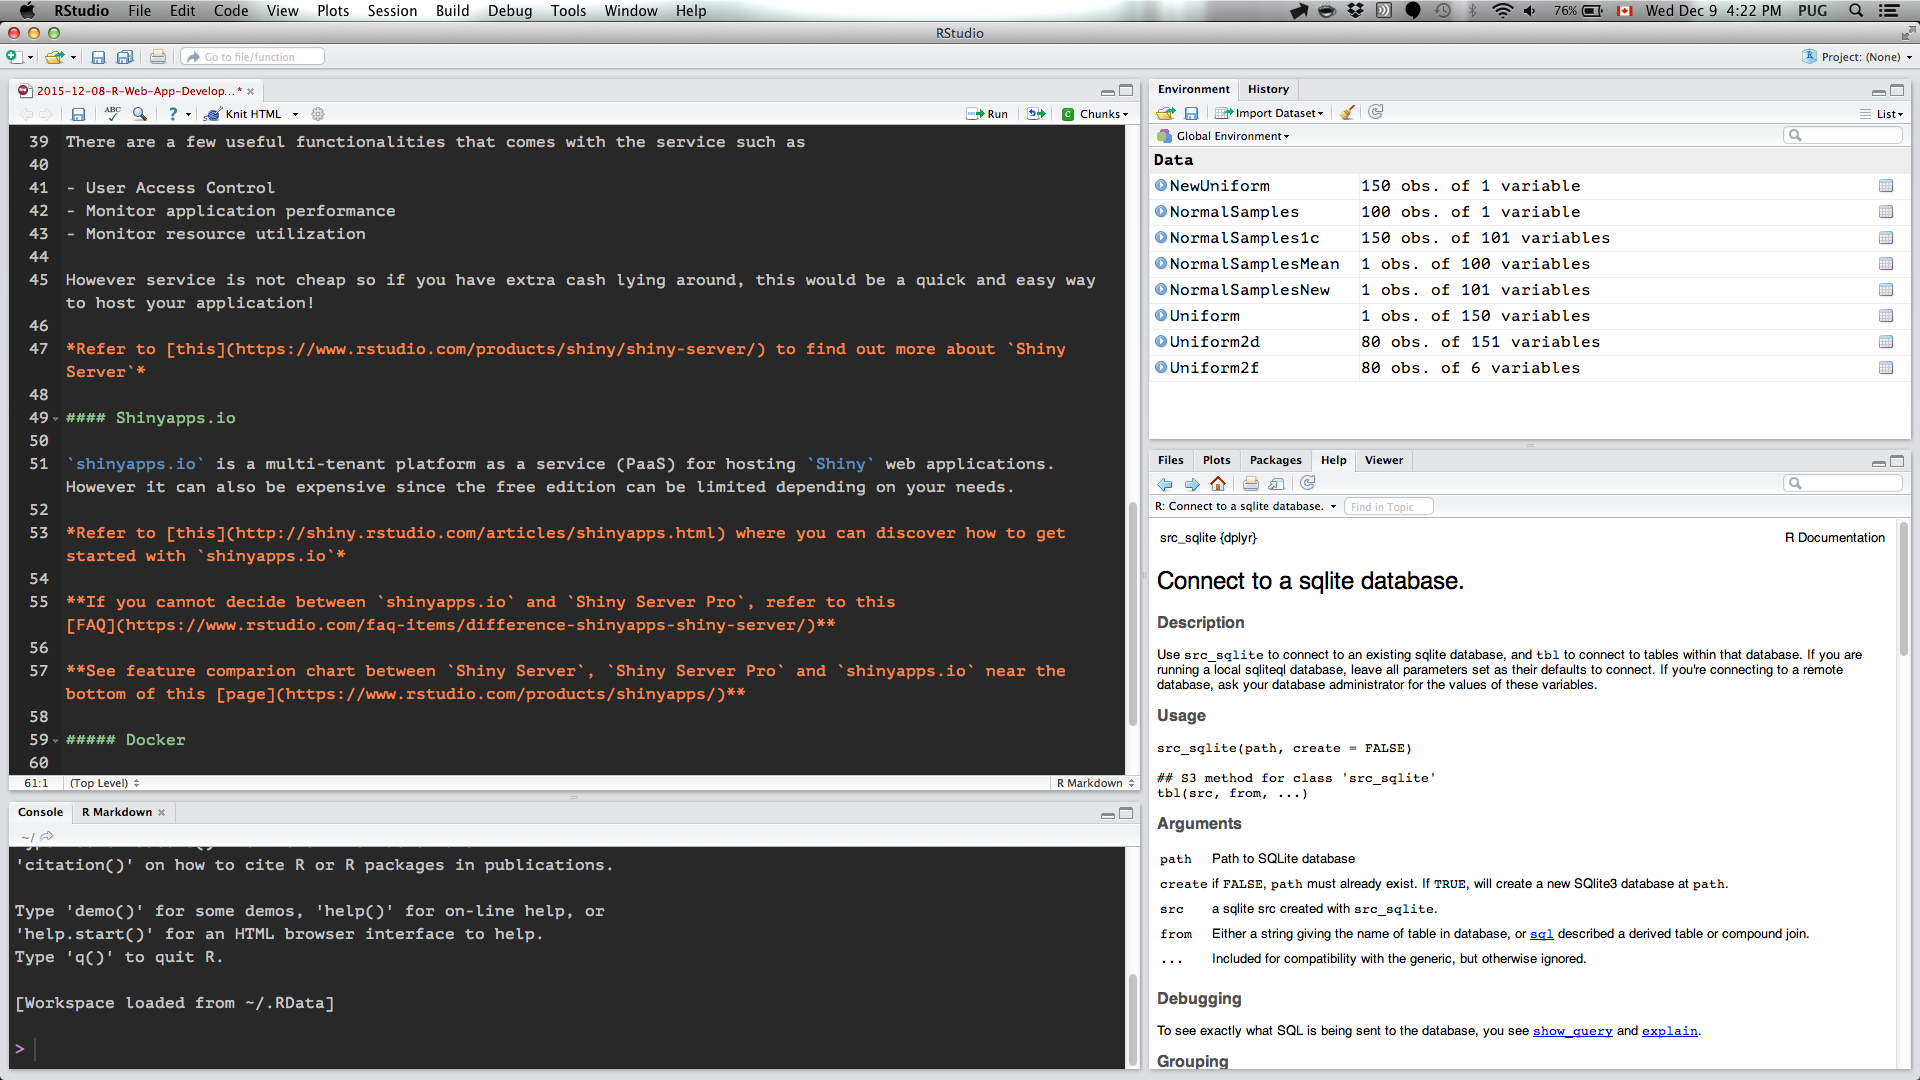 RStudio File Edit Code View Plots Session Build Debug Tools Window Help 76% Wed Dec 9 4:22 PM PUG
RStudio
Go to file/function Project: (None)
2015-12-08-R-Web-App-Develop... *
ABC ? Knit HTML Run Chunks
39 There are a few useful functionalities that comes with the service such as
40
41 - User Access Control
42 - Monitor application performance
43 - Monitor resource utilization
44
45 However service is not cheap so if you have extra cash lying around, this would be a quick and easy way
to host your application!
46
47 *Refer to [this](https://www.rstudio.com/products/shiny/shiny-server/) to find out more about `Shiny
Server`*
48
49 #### Shinyapps.io
50
51 `shinyapps.io` is a multi-tenant platform as a service (PaaS) for hosting `Shiny` web applications.
However it can also be expensive since the free edition can be limited depending on your needs.
52
53 *Refer to [this](http://shiny.rstudio.com/articles/shinyapps.html) where you can discover how to get
started with `shinyapps.io`*
54
55 **If you cannot decide between `shinyapps.io` and `Shiny Server Pro`, refer to this
[FAQ](https://www.rstudio.com/faq-items/difference-shinyapps-shiny-server/)**
56
57 **See feature comparion chart between `Shiny Server`, `Shiny Server Pro` and `shinyapps.io` near the
bottom of this [page](https://www.rstudio.com/products/shinyapps/)**
58
59 ##### Docker
60
61:1 (Top Level) R Markdown
Console R Markdown
~/
'citation()' on how to cite R or R packages in publications.
Type 'demo()' for some demos, 'help()' for on-line help, or
'help.start()' for an HTML browser interface to help.
Type 'q()' to quit R.
[Workspace loaded from ~/.RData]
>
Environment History
Import Dataset List
Global Environment
Data
NewUniform 150 obs. of 1 variable
NormalSamples 100 obs. of 1 variable
NormalSamples1c 150 obs. of 101 variables
NormalSamplesMean 1 obs. of 100 variables
NormalSamplesNew 1 obs. of 101 variables
Uniform 1 obs. of 150 variables
Uniform2d 80 obs. of 151 variables
Uniform2f 80 obs. of 6 variables
Files Plots Packages Help Viewer
R: Connect to a sqlite database. Find in Topic
src_sqlite {dplyr} R Documentation
Connect to a sqlite database.
Description
Use src_sqlite to connect to an existing sqlite database, and tbl to connect to tables within that database. If you are
running a local sqliteql database, leave all parameters set as their defaults to connect. If you're connecting to a remote
database, ask your database administrator for the values of these variables.
Usage
src_sqlite(path, create = FALSE)
## S3 method for class 'src_sqlite'
tbl(src, from, ...)
Arguments
path Path to SQLite database
create if FALSE, path must already exist. If TRUE, will create a new SQlite3 database at path.
src a sqlite src created with src_sqlite.
from Either a string giving the name of table in database, or sql described a derived table or compound join.
... Included for compatibility with the generic, but otherwise ignored.
Debugging
To see exactly what SQL is being sent to the database, you see show_query and explain.
Grouping